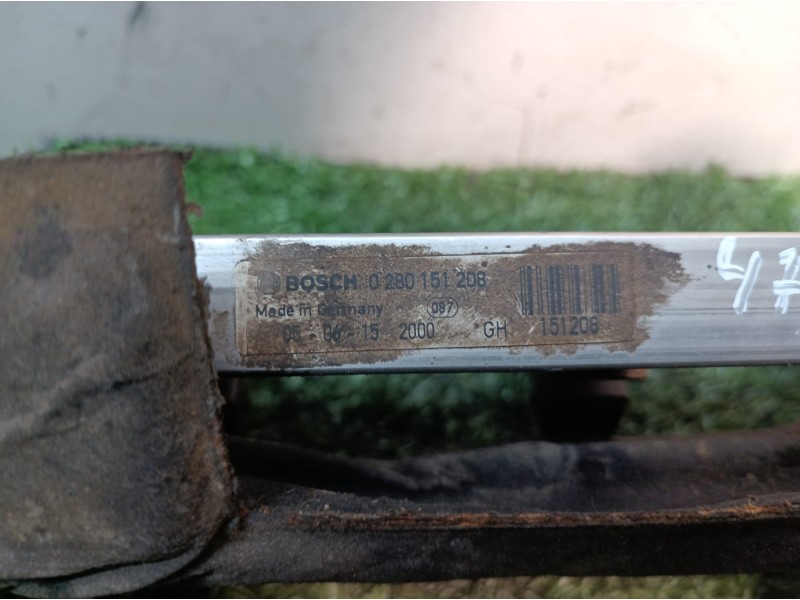 BOSCH 0 280 151 208
Made in Germany 087
05 - 06 - 15 2000 GH 151208